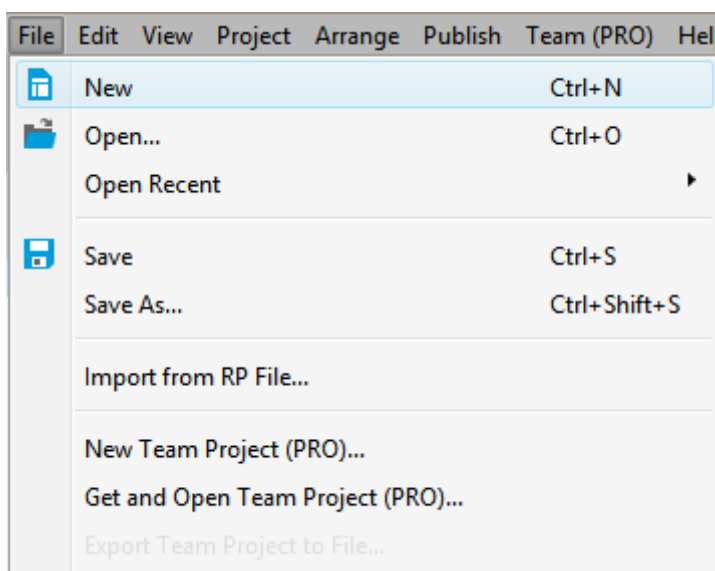 File Edit View Project Arrange Publish Team (PRO) Hel
New Ctrl+N
Open... Ctrl+O
Open Recent
Save Ctrl+S
Save As... Ctrl+Shift+S
Import from RP File...
New Team Project (PRO)...
Get and Open Team Project (PRO)...
Export Team Project to File...